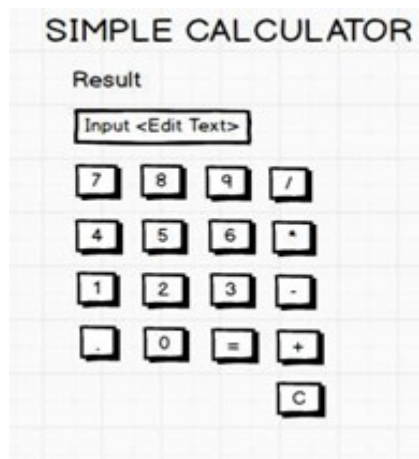 SIMPLE CALCULATOR
Result
Input <Edit Text>
7 8 9 /
4 5 6 *
1 2 3 -
. 0 = +
C